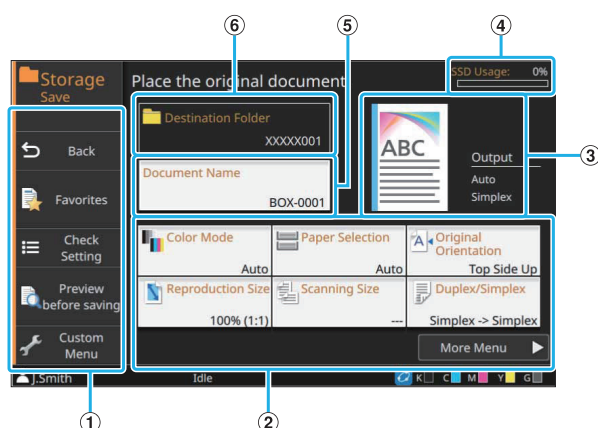 ⑥
⑤
④
Storage
Save
Place the original document
SSD Usage: 0%
Destination Folder
XXXXX001
ABC
③
Output
Auto
Simplex
Back
Document Name
BOX-0001
Favorites
Check
Setting
Color Mode
Auto
Paper Selection
Auto
Original
Orientation
Top Side Up
Preview
before saving
Reproduction Size
100% (1:1)
Scanning Size
---
Duplex/Simplex
Simplex -> Simplex
Custom
Menu
More Menu
J.Smith
Idle
K C M Y G
①
②